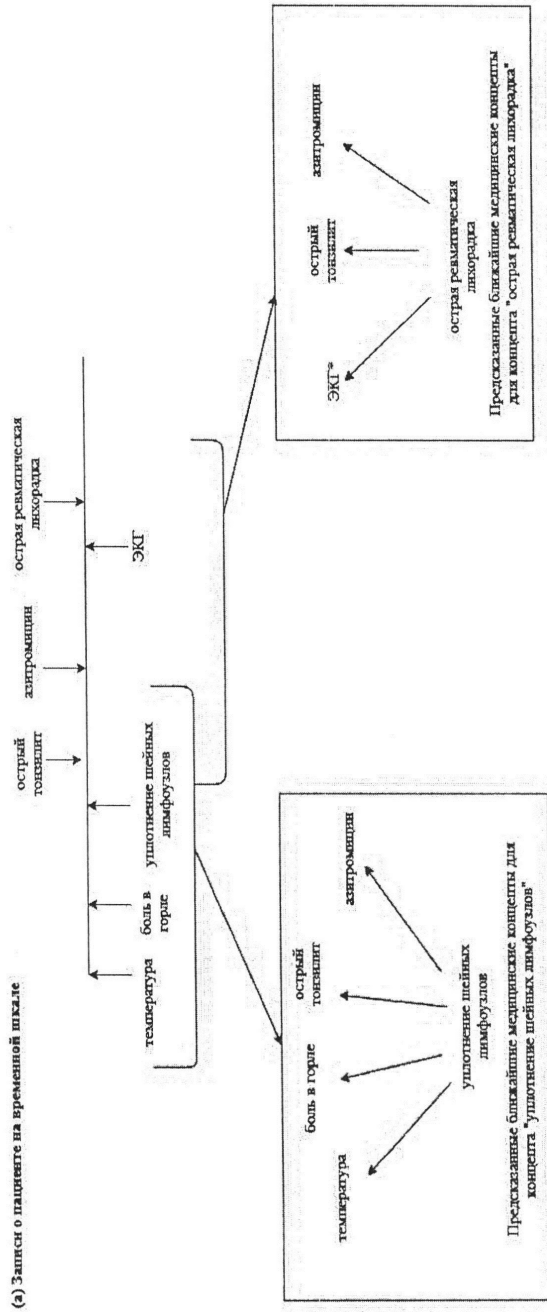 (а) Записи о пациенте на временной шкале
острый
тонзилит
азитромицин
острая ревматическая
лихорадка
температура
боль в
горле
уплотнение шейных
лимфоузлов
ЭКГ
температура
боль в горле
острый
тонзилит
азитромицин
уплотнение шейных
лимфоузлов
Предсказанные ближайшие медицинские концепты для
концепта "уплотнение шейных лимфоузлов"
ЭКГ*
острый
тонзилит
азитромицин
острая ревматическая
лихорадка
Предсказанные ближайшие медицинские концепты
для концепта "острая ревматическая лихорадка"